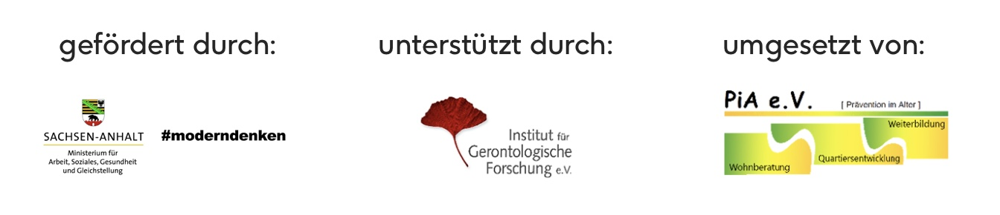 gefördert durch:
SACHSEN-ANHALT
Ministerium für
Arbeit, Soziales, Gesundheit
und Gleichstellung
#moderndenken
unterstützt durch:
Institut für
Gerontologische
Forschung e.V.
umgesetzt von:
PiA e.V. [ Prävention im Alter ]
Weiterbildung
Quartiersentwicklung
Wohnberatung